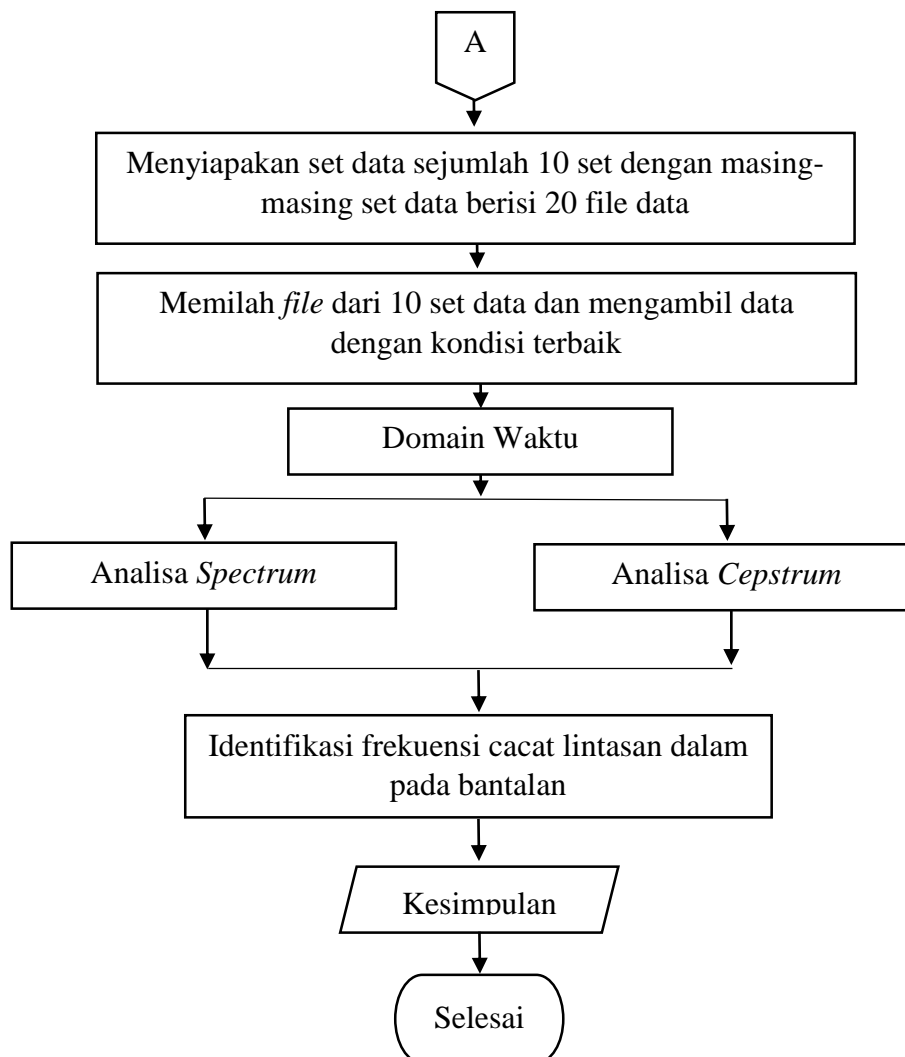 A
Menyiapakan set data sejumlah 10 set dengan masing-
masing set data berisi 20 file data
Memilah file dari 10 set data dan mengambil data
dengan kondisi terbaik
Domain Waktu
Analisa Spectrum
Analisa Cepstrum
Identifikasi frekuensi cacat lintasan dalam
pada bantalan
Kesimpulan
Selesai